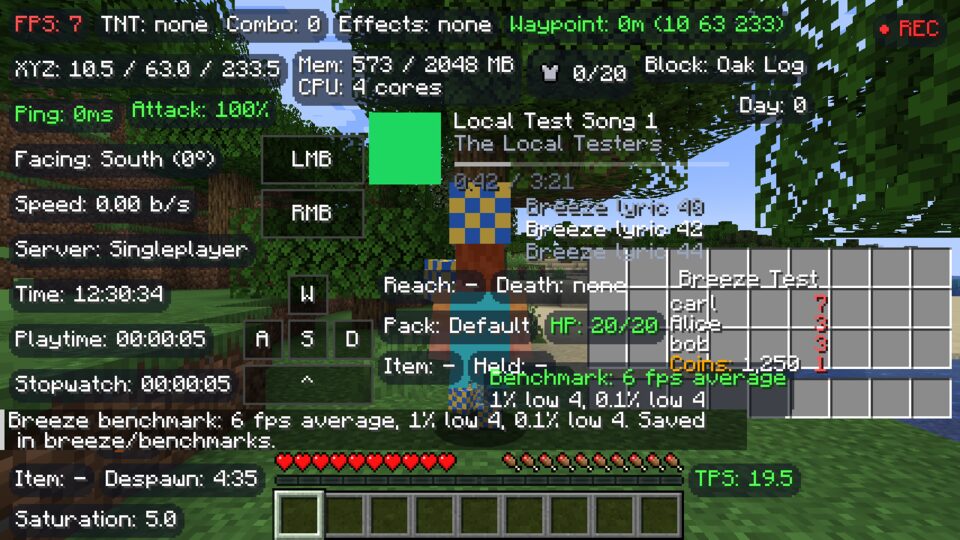 FPS: 7 TNT: none Combo: 0 Effects: none Waypoint: 0m (10 63 233)
REC
XYZ: 10.5 / 63.0 / 233.5
Mem: 573 / 2048 MB
CPU: 4 cores
0/20
Block: Oak Log
Ping: 0ms
Attack: 100%
Day: 0
Local Test Song 1
The Local Testers
0:42 / 3:21
Facing: South (0°)
LMB
Speed: 0.00 b/s
RMB
Breeze lyric 40
Breeze lyric 42
Breeze lyric 44
Server: Singleplayer
Time: 12:30:34
W
Reach: - Death: none
Breeze Test
carl 7
Alice 3
bob 3
Coins: 1,250 1
Playtime: 00:00:05
A S D
Pack: Default
HP: 20/20
Stopwatch: 00:00:05
^
Item: - Held: -
Benchmark: 6 fps average
1% low 4, 0.1% low 4
Breeze benchmark: 6 fps average, 1% low 4, 0.1% low 4. Saved
in breeze/benchmarks.
Item: - Despawn: 4:35
TPS: 19.5
Saturation: 5.0